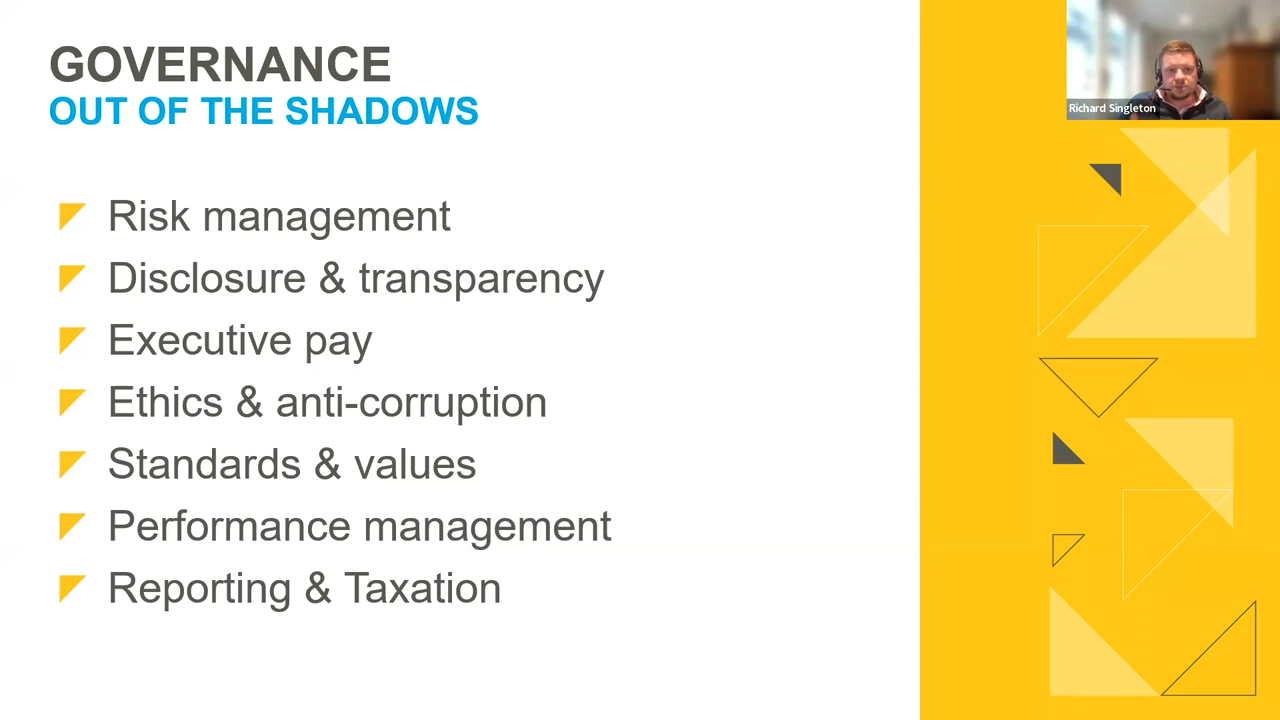 GOVERNANCE
OUT OF THE SHADOWS
Risk management
Disclosure & transparency
Executive pay
Ethics & anti-corruption
Standards & values
Performance management
Reporting & Taxation
Richard Singleton